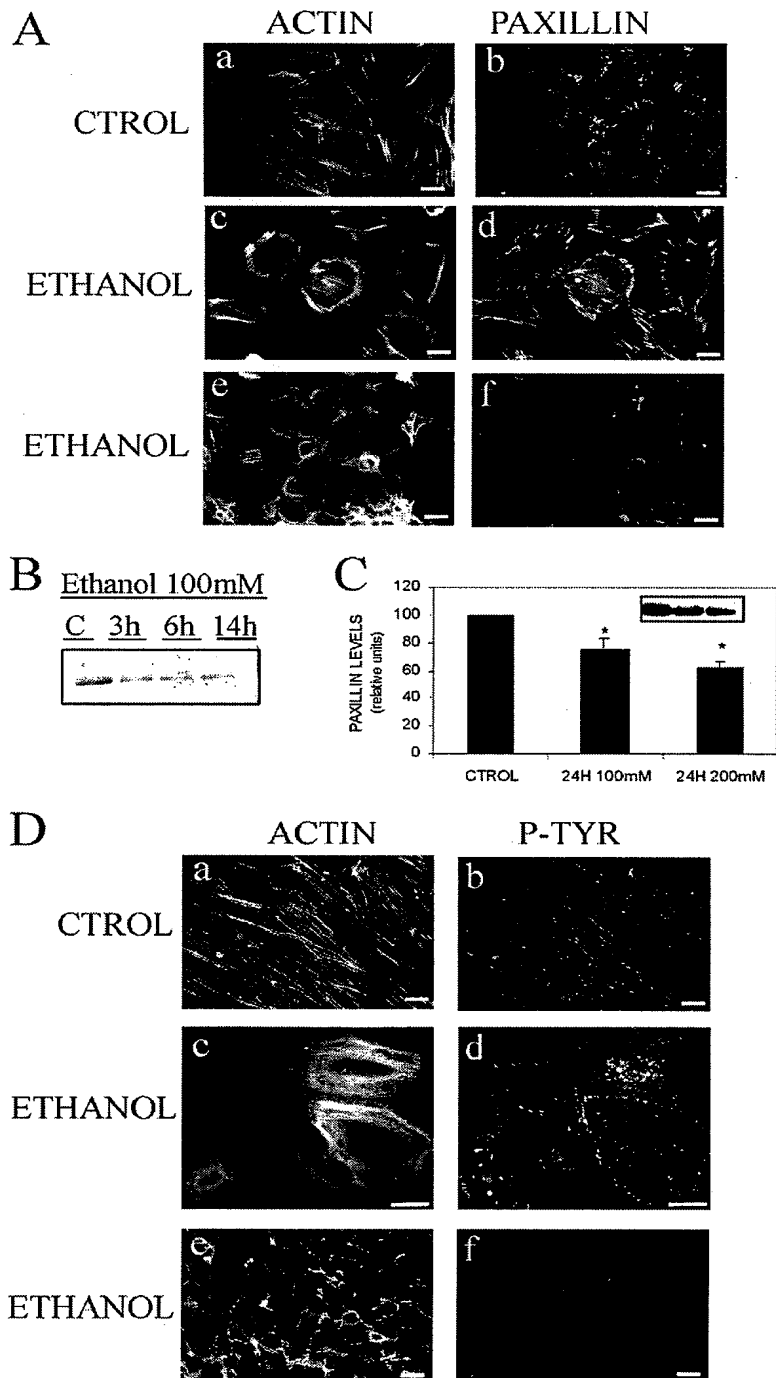 A
ACTIN PAXILLIN
a b
CTROL
c d
ETHANOL
e f
ETHANOL
B
Ethanol 100mM
C 3h 6h 14h
C
PAXILLIN LEVELS
(relative units)
120
100
80
60
40
20
0
* *
CTROL 24H 100mM 24H 200mM
D
ACTIN P-TYR
a b
CTROL
c d
ETHANOL
e f
ETHANOL